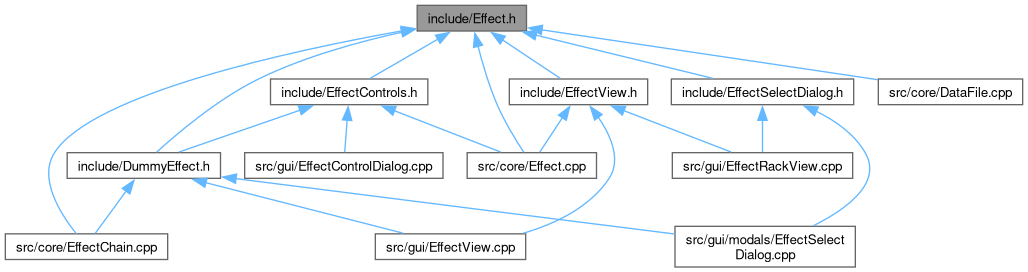 include/Effect.h
include/EffectControls.h
include/EffectView.h
include/EffectSelectDialog.h
src/core/DataFile.cpp
include/DummyEffect.h
src/gui/EffectControlDialog.cpp
src/core/Effect.cpp
src/gui/EffectRackView.cpp
src/core/EffectChain.cpp
src/gui/EffectView.cpp
src/gui/modals/EffectSelect
Dialog.cpp